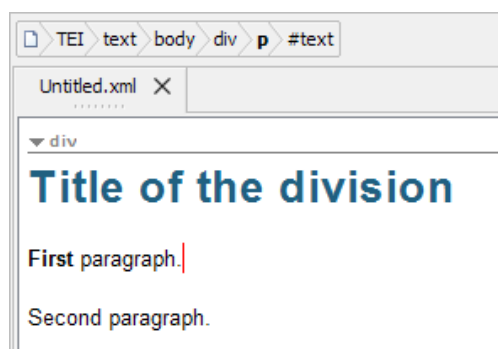 TEI text body div p #text
Untitled.xml
div
Title of the division
First paragraph.
Second paragraph.